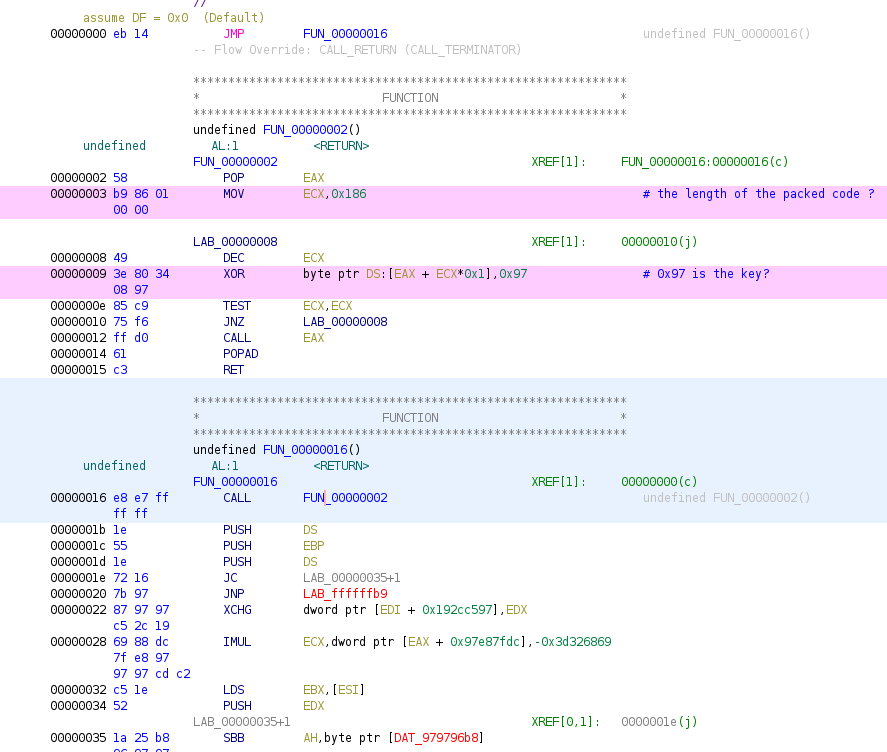 //
assume DF = 0x0  (Default)
00000000 eb 14 JMP FUN_00000016 undefined FUN_00000016()
-- Flow Override: CALL_RETURN (CALL_TERMINATOR)
**************************************************************
* FUNCTION *
**************************************************************
undefined FUN_00000002()
undefined AL:1 <RETURN>
FUN_00000002 XREF[1]: FUN_00000016:00000016(c)
00000002 58 POP EAX
00000003 b9 86 01 MOV ECX,0x186 # the length of the packed code ?
00 00
LAB_00000008 XREF[1]: 00000010(j)
00000008 49 DEC ECX
00000009 3e 80 34 XOR byte ptr DS:[EAX + ECX*0x1],0x97 # 0x97 is the key?
08 97
0000000e 85 c9 TEST ECX,ECX
00000010 75 f6 JNZ LAB_00000008
00000012 ff d0 CALL EAX
00000014 61 POPAD
00000015 c3 RET
**************************************************************
* FUNCTION *
**************************************************************
undefined FUN_00000016()
undefined AL:1 <RETURN>
FUN_00000016 XREF[1]: 00000000(c)
00000016 e8 e7 ff CALL FUN_00000002 undefined FUN_00000002()
ff ff
0000001b 1e PUSH DS
0000001c 55 PUSH EBP
0000001d 1e PUSH DS
0000001e 72 16 JC LAB_00000035+1
00000020 7b 97 JNP LAB_ffffffb9
00000022 87 97 97 XCHG dword ptr [EDI + 0x192cc597],EDX
c5 2c 19
00000028 69 88 dc IMUL ECX,dword ptr [EAX + 0x97e87fdc],-0x3d326869
7f e8 97
97 97 cd c2
00000032 c5 1e LDS EBX,[ESI]
00000034 52 PUSH EDX
LAB_00000035+1 XREF[0,1]: 0000001e(j)
00000035 1a 25 b8 SBB AH,byte ptr [DAT_979796b8]